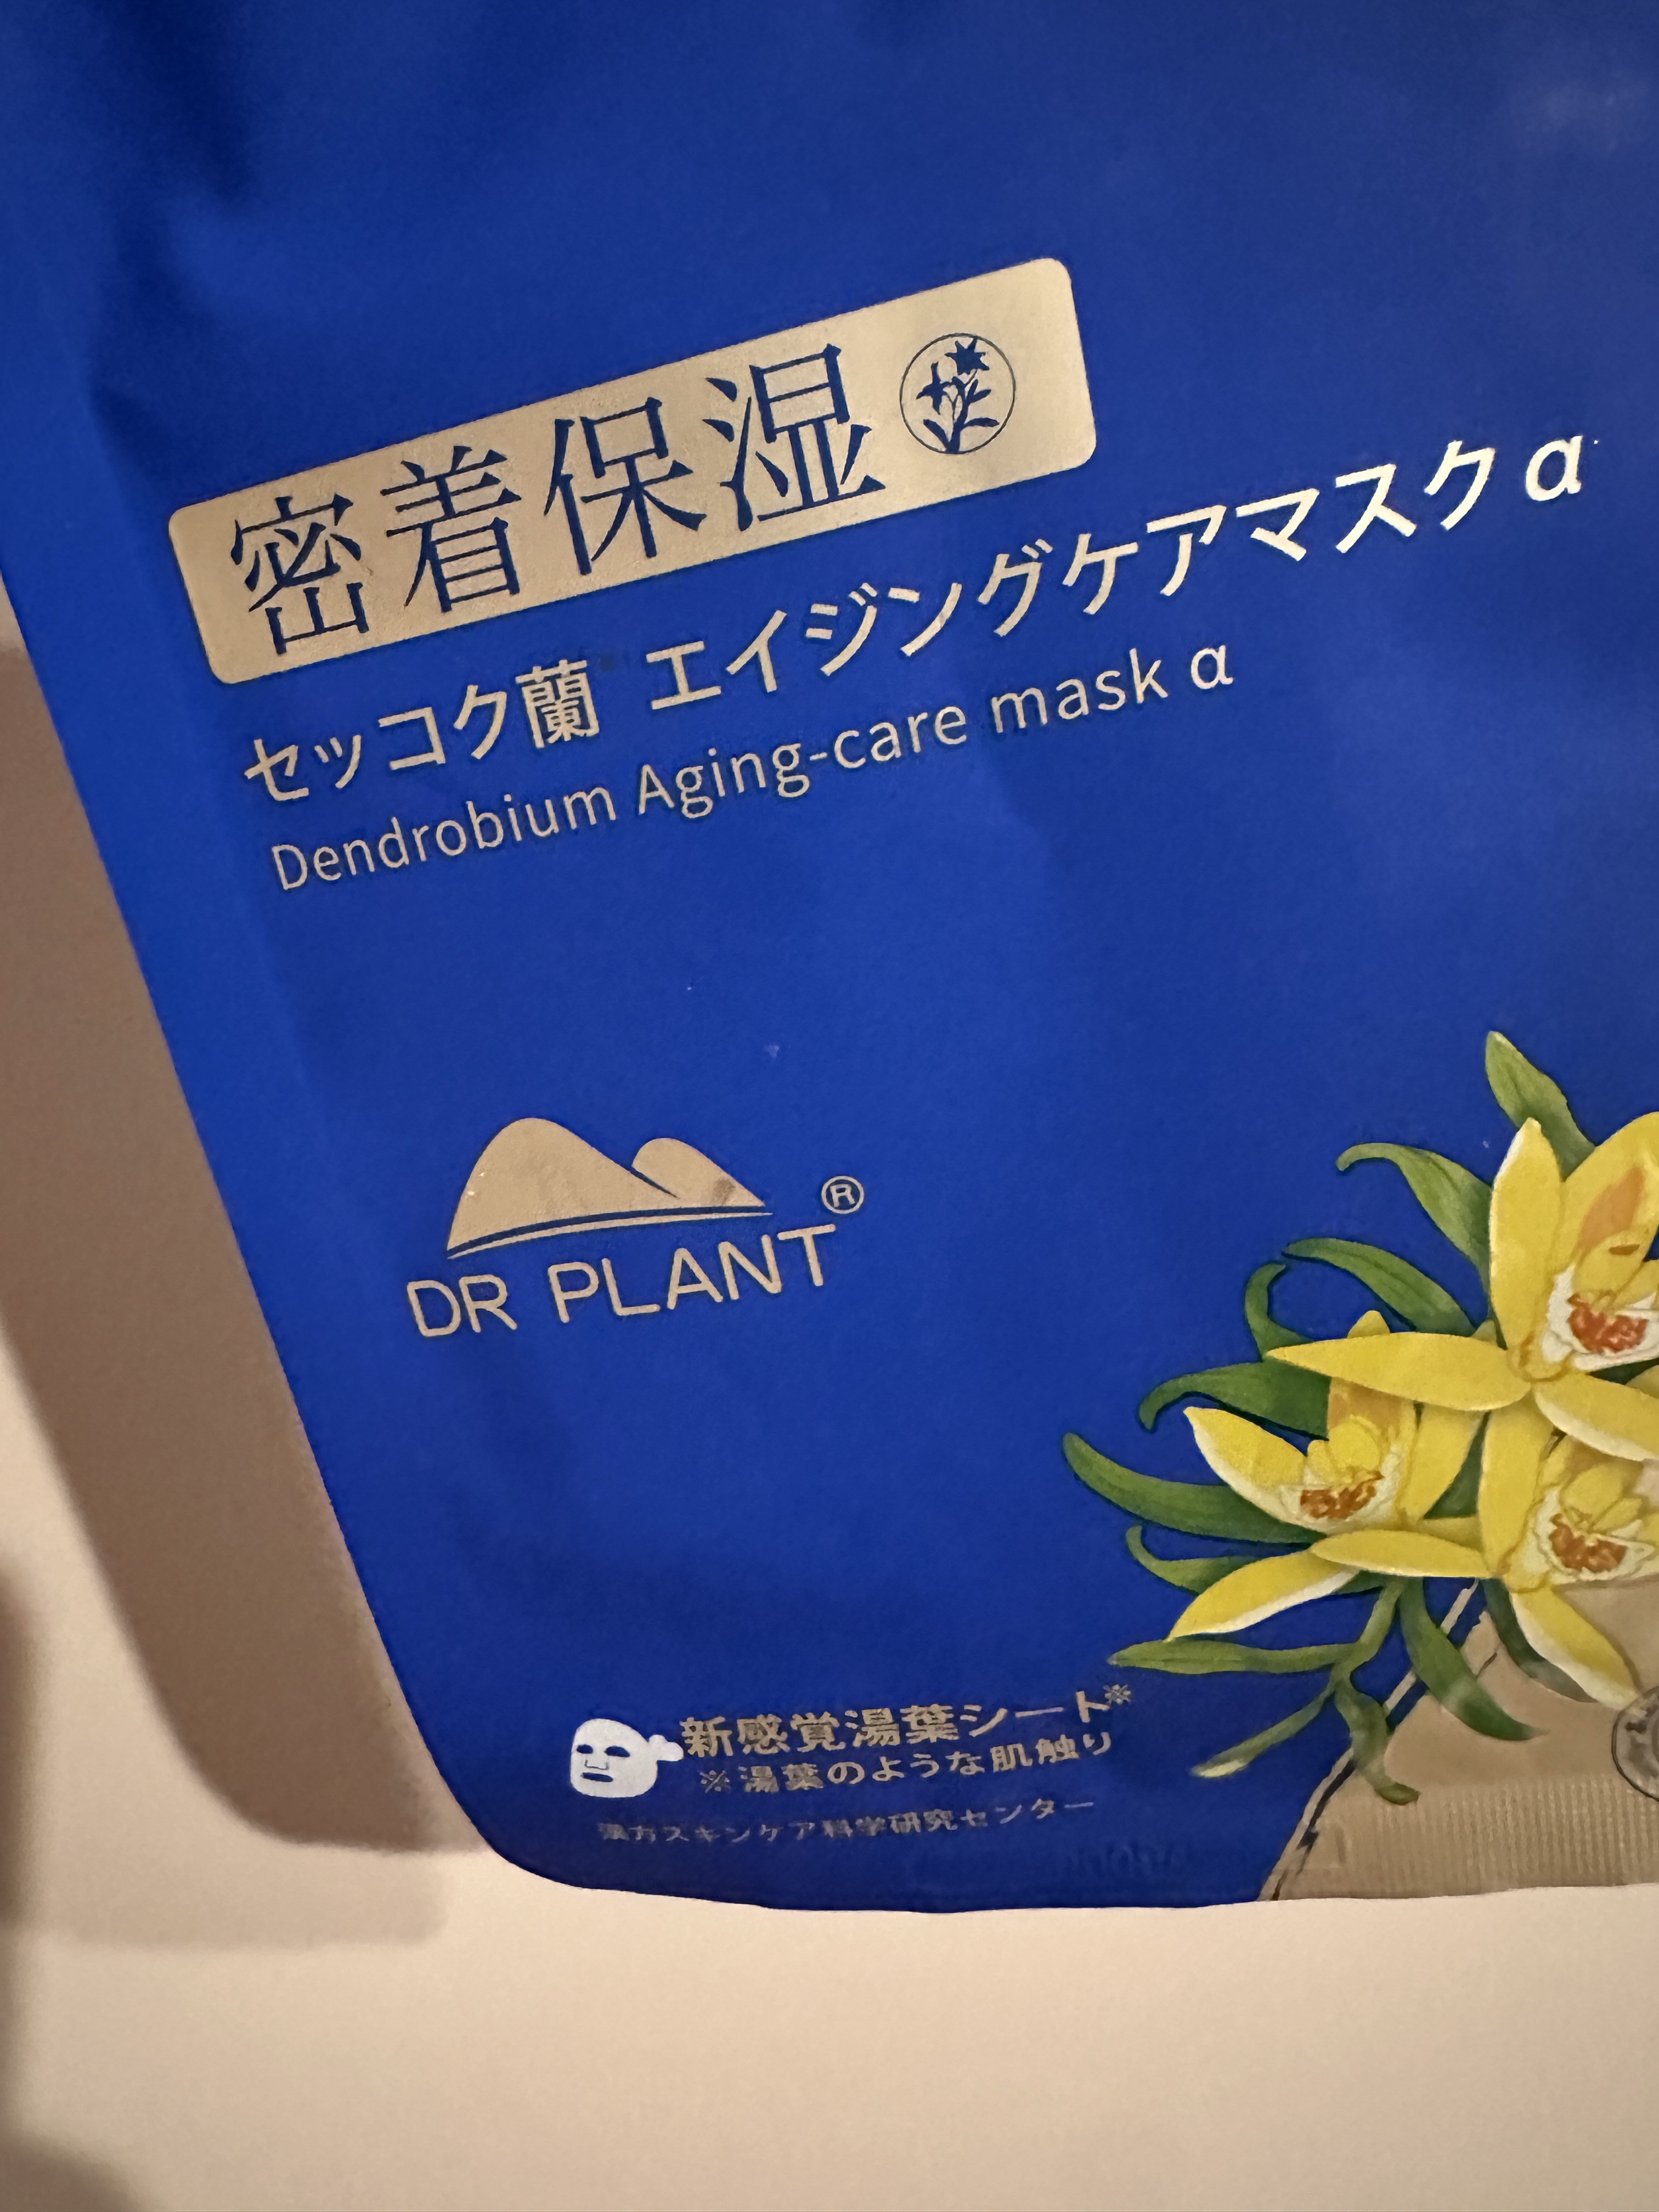 密着保湿
セッコク蘭 エイジングケアマスクα
Dendrobium Aging-care mask α
DR PLANT®
新感覚湯葉シート※
※湯葉のような肌触り
漢方スキンケア科学研究センター